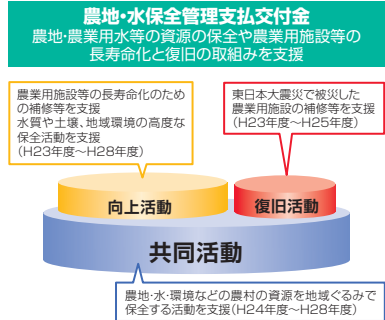 農地・水保全管理支払交付金
農地・農業用水等の資源の保全や農業用施設等の
長寿命化と復旧の取組みを支援
農業用施設等の長寿命化のため
の補修等を支援
水質や土壌、地域環境の高度な
保全活動を支援
(H23年度〜H28年度)
東日本大震災で被災した
農業用施設の補修等を支援
(H23年度〜H25年度)
向上活動
復旧活動
共同活動
農地・水・環境などの農村の資源を地域ぐるみで
保全する活動を支援(H24年度〜H28年度)